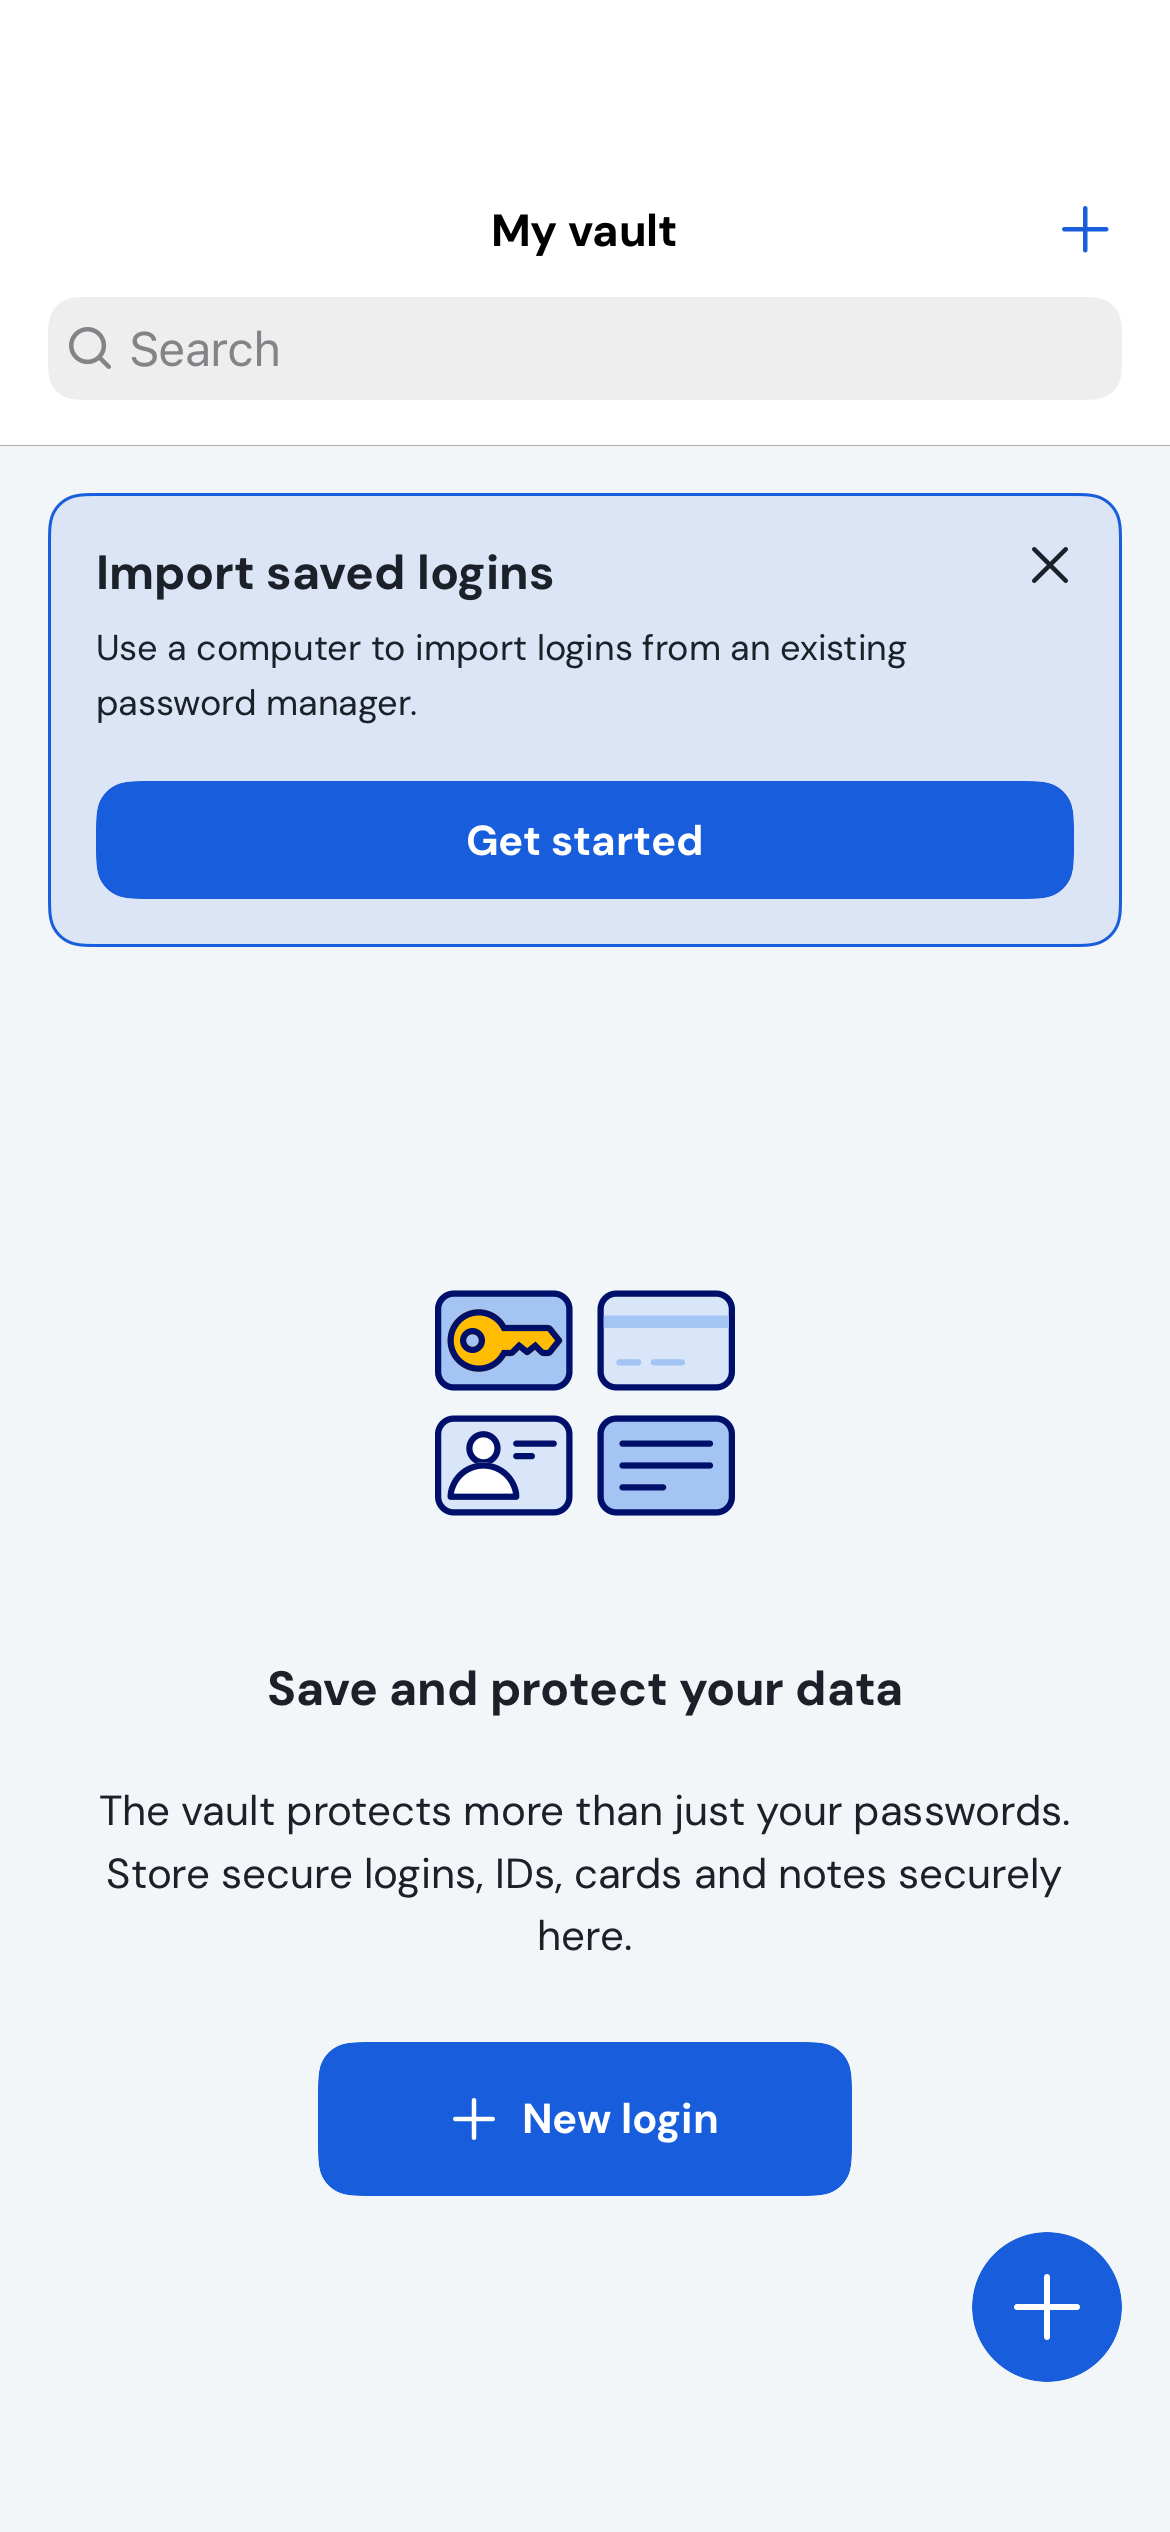 My vault
Search
Import saved logins
Use a computer to import logins from an existing
password manager.
Get started
Save and protect your data
The vault protects more than just your passwords.
Store secure logins, IDs, cards and notes securely
here.
New login